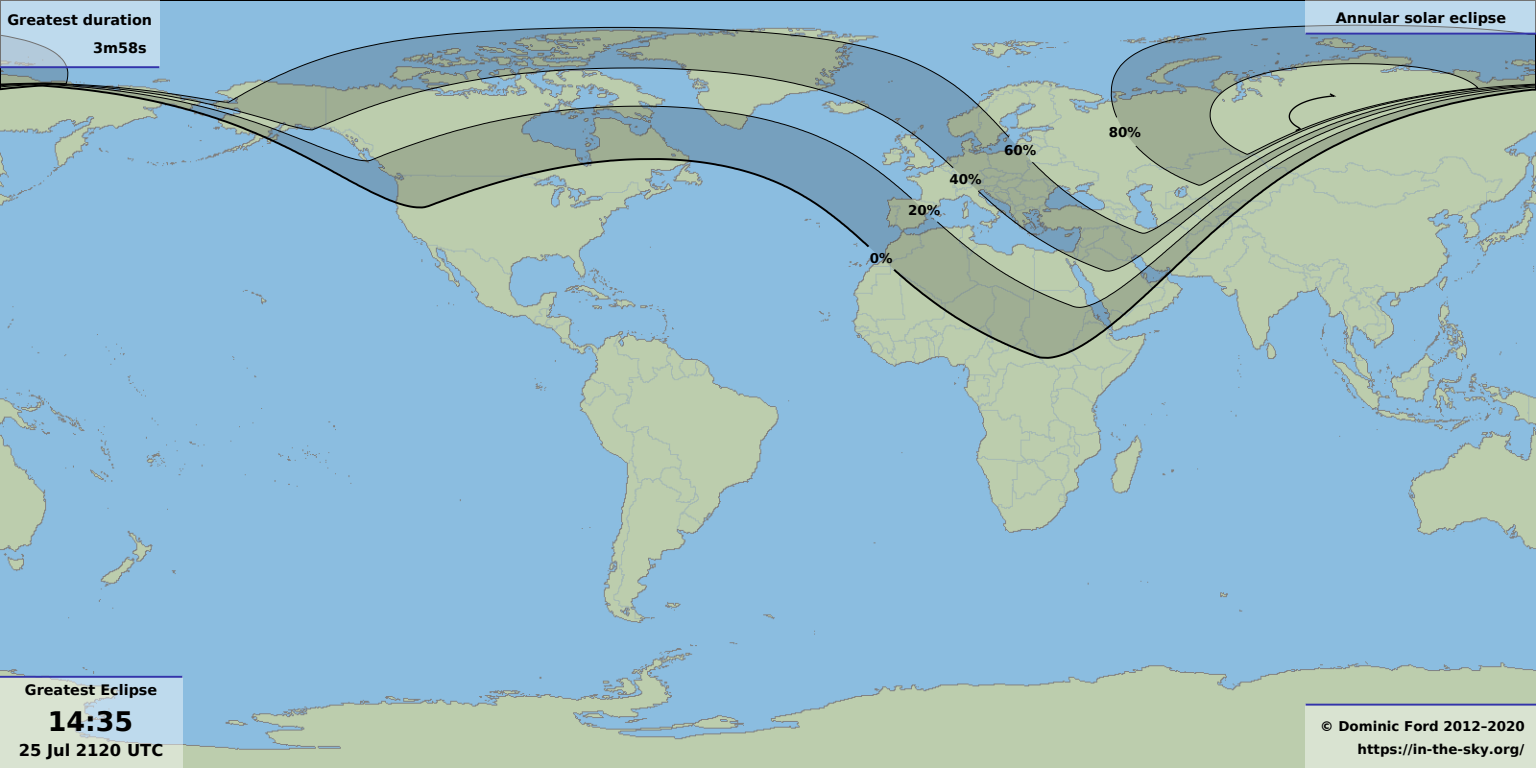 Greatest duration
3m58s
Annular solar eclipse
80%
60%
40%
20%
0%
Greatest Eclipse
14:35
25 Jul 2120 UTC
© Dominic Ford 2012–2020
https://in-the-sky.org/